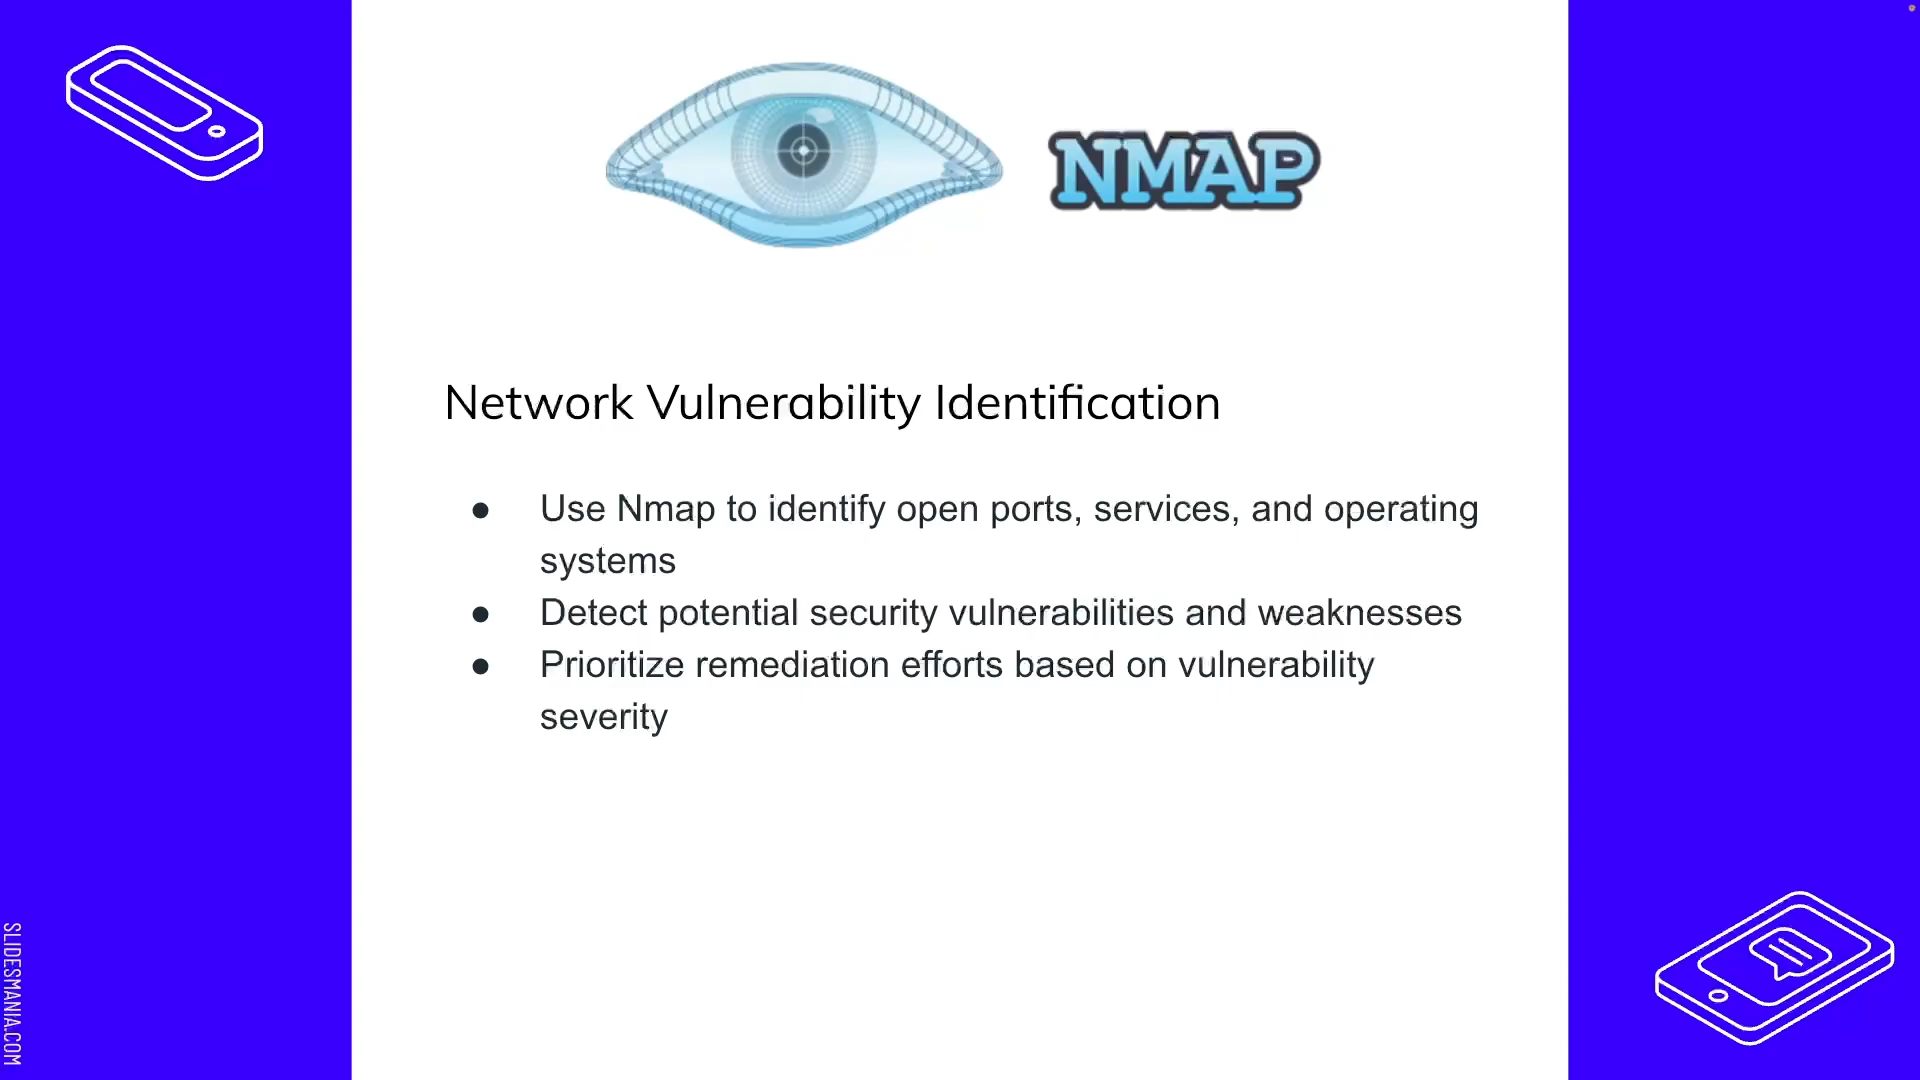 NMAP
Network Vulnerability Identification
● Use Nmap to identify open ports, services, and operating
systems
● Detect potential security vulnerabilities and weaknesses
● Prioritize remediation efforts based on vulnerability
severity
SLIDESMANIA.COM